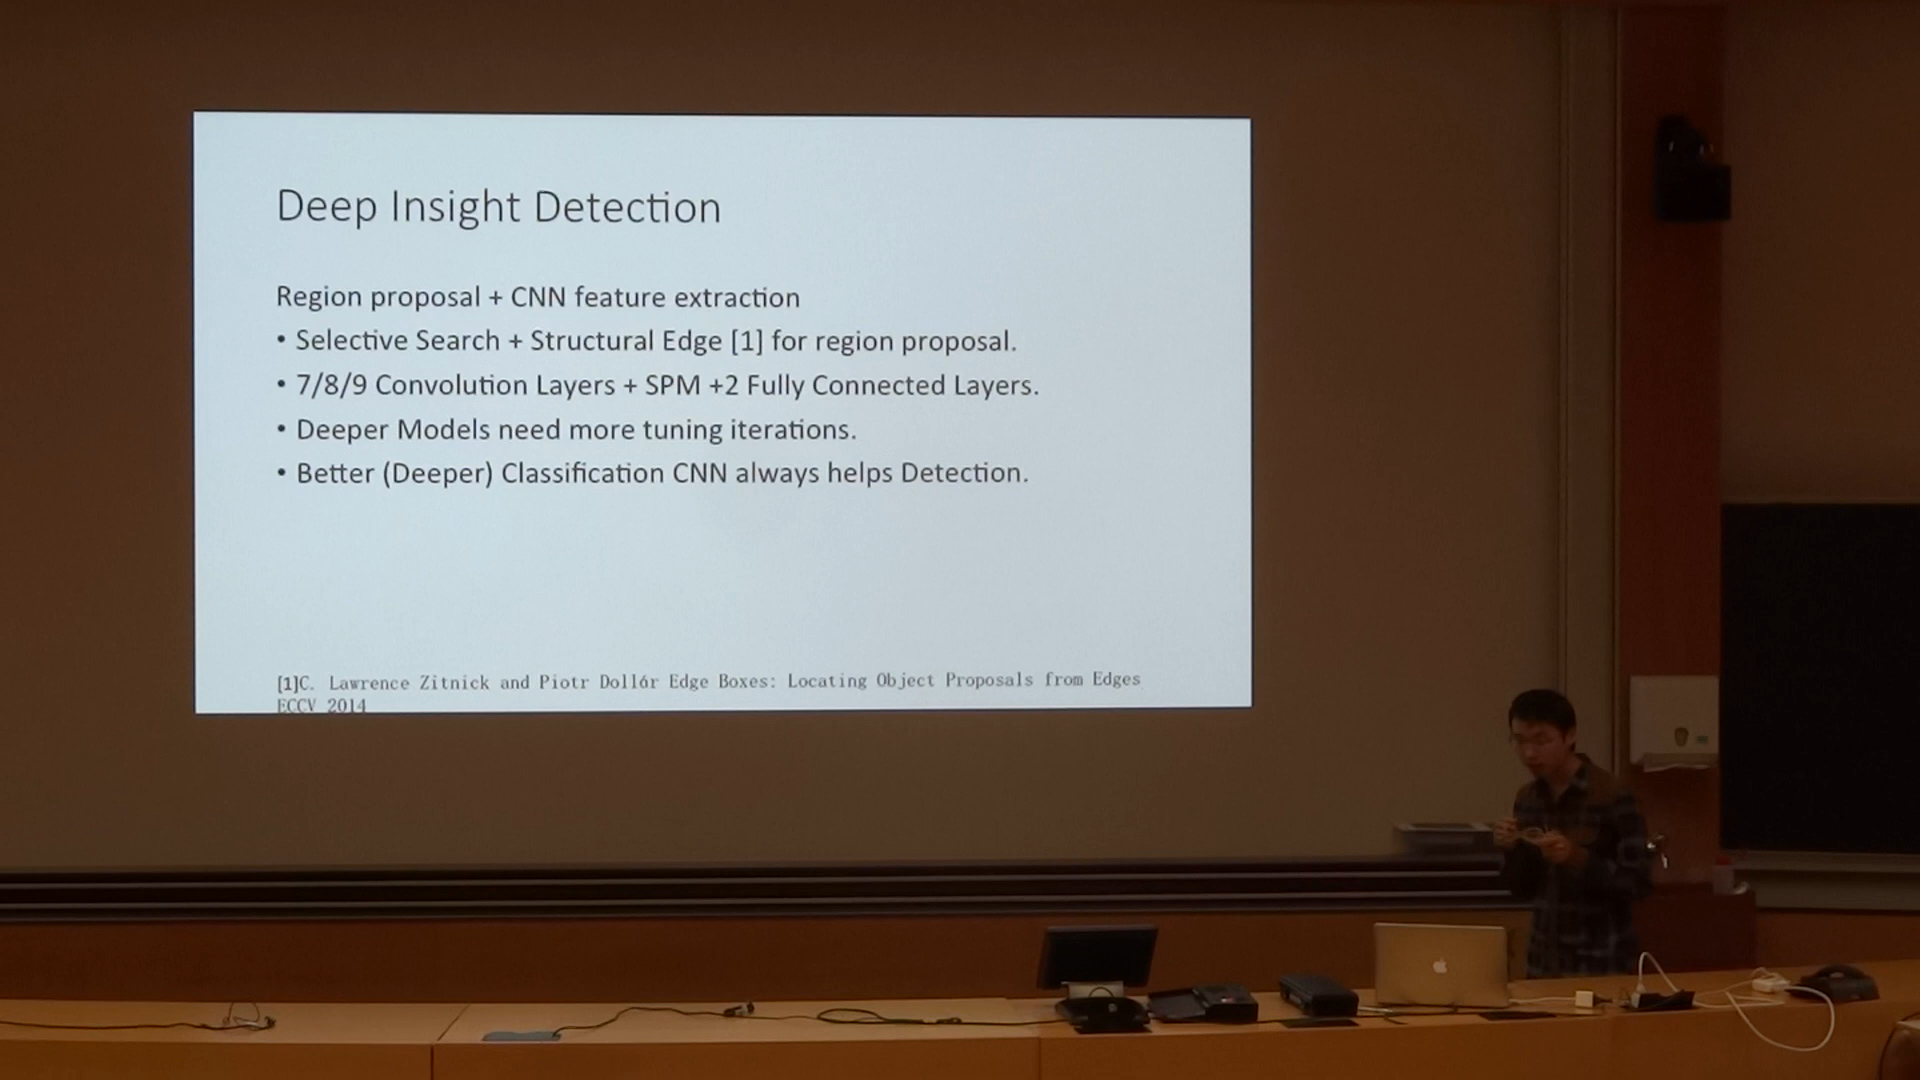 Deep Insight Detection
Region proposal + CNN feature extraction
• Selective Search + Structural Edge [1] for region proposal.
• 7/8/9 Convolution Layers + SPM +2 Fully Connected Layers.
• Deeper Models need more tuning iterations.
• Better (Deeper) Classification CNN always helps Detection.
[1]C. Lawrence Zitnick and Piotr Dollár Edge Boxes: Locating Object Proposals from Edges
ECCV 2014